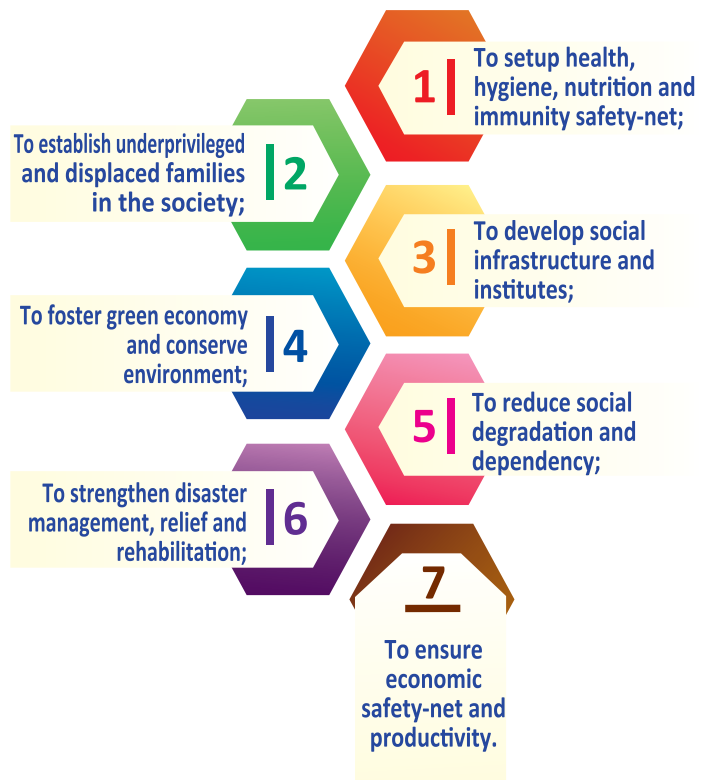 1
To setup health,
hygiene, nutrition and
immunity safety-net;
2
To establish underprivileged
and displaced families
in the society;
3
To develop social
infrastructure and
institutes;
4
To foster green economy
and conserve
environment;
5
To reduce social
degradation and
dependency;
6
To strengthen disaster
management, relief and
rehabilitation;
7
To ensure
economic
safety-net and
productivity.